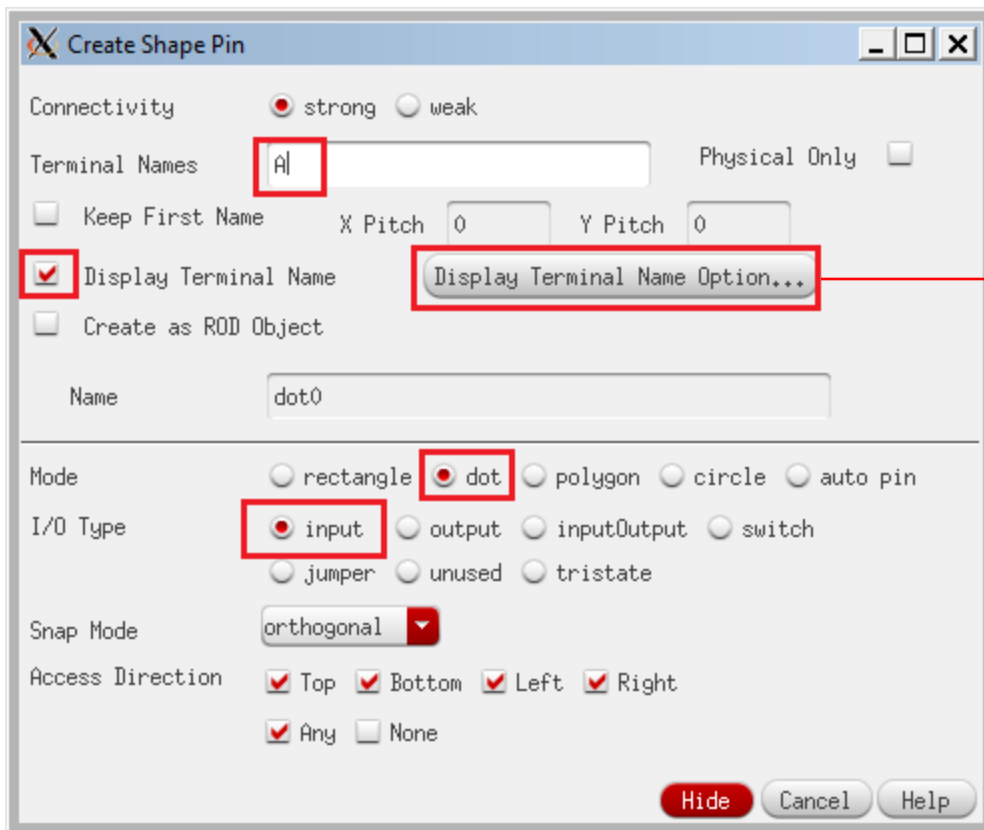 Create Shape Pin
Connectivity strong weak
Terminal Names A Physical Only
Keep First Name X Pitch 0 Y Pitch 0
Display Terminal Name Display Terminal Name Option...
Create as ROD Object
Name dot0
Mode rectangle dot polygon circle auto pin
I/O Type input output inputOutput switch
jumper unused tristate
Snap Mode orthogonal
Access Direction Top Bottom Left Right
Any None
Hide Cancel Help